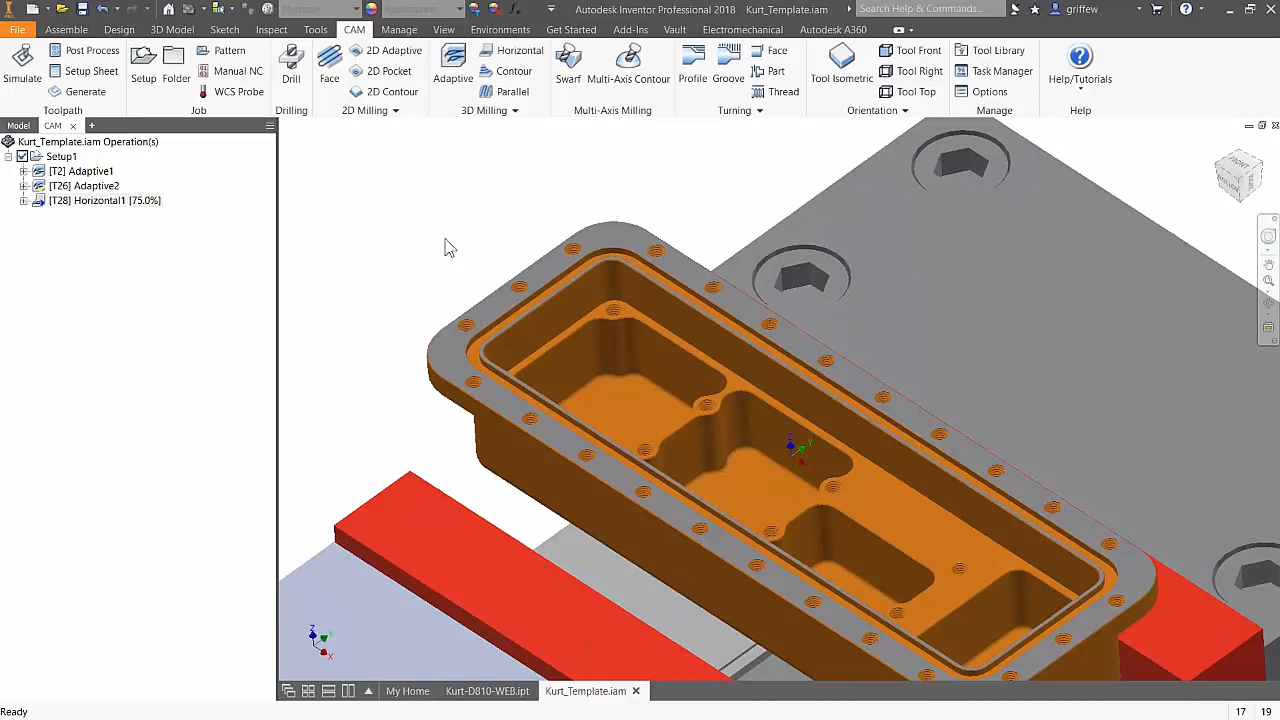 Material
Appearance
Autodesk Inventor Professional 2018 Kurt_Template.iam
Search Help & Commands...
griffew
File Assemble Design 3D Model Sketch Inspect Tools CAM Manage View Environments Get Started Add-Ins Vault Electromechanical Autodesk A360
Simulate
Post Process
Setup Sheet
Generate
Toolpath
Setup
Folder
Pattern
Manual NC
WCS Probe
Job
Drill
Drilling
Face
2D Adaptive
2D Pocket
2D Contour
2D Milling
Adaptive
Horizontal
Contour
Parallel
3D Milling
Swarf
Multi-Axis Contour
Multi-Axis Milling
Profile
Groove
Face
Part
Thread
Turning
Tool Isometric
Tool Front
Tool Right
Tool Top
Orientation
Tool Library
Task Manager
Options
Manage
Help/Tutorials
Help
Model CAM
Kurt_Template.iam Operation(s)
Setup1
[T2] Adaptive1
[T26] Adaptive2
[T28] Horizontal1 [75.0%]
FRONT
Z
Y
Z
Y
X
My Home Kurt-D810-WEB.ipt Kurt_Template.iam
Ready
17 19